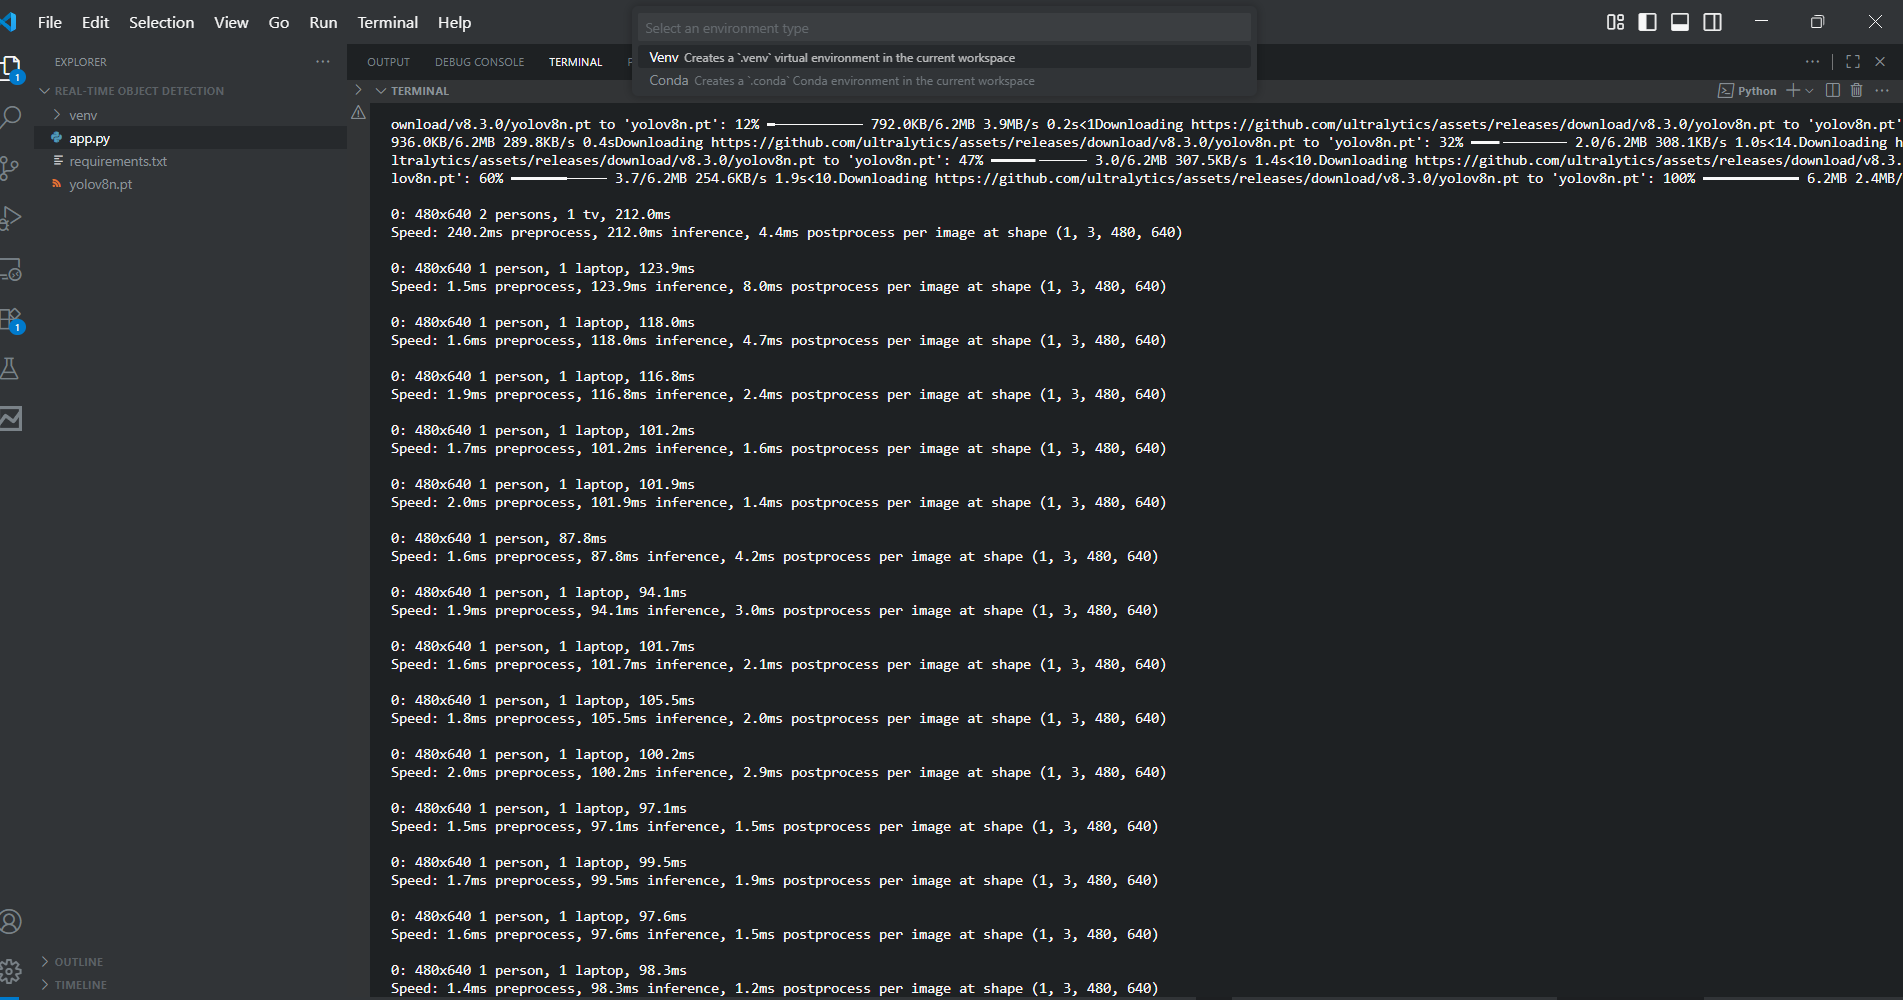 File Edit Selection View Go Run Terminal Help
Select an environment type
Venv Creates a `.venv` virtual environment in the current workspace
Conda Creates a `.conda` Conda environment in the current workspace
EXPLORER
REAL-TIME OBJECT DETECTION
venv
app.py
requirements.txt
yolov8n.pt
OUTLINE
TIMELINE
1
1
OUTPUT DEBUG CONSOLE TERMINAL
TERMINAL
Python
ownload/v8.3.0/yolov8n.pt to 'yolov8n.pt': 12% 792.0KB/6.2MB 3.9MB/s 0.2s<1Downloading https://github.com/ultralytics/assets/releases/download/v8.3.0/yolov8n.pt to 'yolov8n.pt'
936.0KB/6.2MB 289.8KB/s 0.4sDownloading https://github.com/ultralytics/assets/releases/download/v8.3.0/yolov8n.pt to 'yolov8n.pt': 32% 2.0/6.2MB 308.1KB/s 1.0s<14.Downloading h
ltralytics/assets/releases/download/v8.3.0/yolov8n.pt to 'yolov8n.pt': 47% 3.0/6.2MB 307.5KB/s 1.4s<10.Downloading https://github.com/ultralytics/assets/releases/download/v8.3.
lov8n.pt': 60% 3.7/6.2MB 254.6KB/s 1.9s<10.Downloading https://github.com/ultralytics/assets/releases/download/v8.3.0/yolov8n.pt to 'yolov8n.pt': 100% 6.2MB 2.4MB/
0: 480x640 2 persons, 1 tv, 212.0ms
Speed: 240.2ms preprocess, 212.0ms inference, 4.4ms postprocess per image at shape (1, 3, 480, 640)
0: 480x640 1 person, 1 laptop, 123.9ms
Speed: 1.5ms preprocess, 123.9ms inference, 8.0ms postprocess per image at shape (1, 3, 480, 640)
0: 480x640 1 person, 1 laptop, 118.0ms
Speed: 1.6ms preprocess, 118.0ms inference, 4.7ms postprocess per image at shape (1, 3, 480, 640)
0: 480x640 1 person, 1 laptop, 116.8ms
Speed: 1.9ms preprocess, 116.8ms inference, 2.4ms postprocess per image at shape (1, 3, 480, 640)
0: 480x640 1 person, 1 laptop, 101.2ms
Speed: 1.7ms preprocess, 101.2ms inference, 1.6ms postprocess per image at shape (1, 3, 480, 640)
0: 480x640 1 person, 1 laptop, 101.9ms
Speed: 2.0ms preprocess, 101.9ms inference, 1.4ms postprocess per image at shape (1, 3, 480, 640)
0: 480x640 1 person, 87.8ms
Speed: 1.6ms preprocess, 87.8ms inference, 4.2ms postprocess per image at shape (1, 3, 480, 640)
0: 480x640 1 person, 1 laptop, 94.1ms
Speed: 1.9ms preprocess, 94.1ms inference, 3.0ms postprocess per image at shape (1, 3, 480, 640)
0: 480x640 1 person, 1 laptop, 101.7ms
Speed: 1.6ms preprocess, 101.7ms inference, 2.1ms postprocess per image at shape (1, 3, 480, 640)
0: 480x640 1 person, 1 laptop, 105.5ms
Speed: 1.8ms preprocess, 105.5ms inference, 2.0ms postprocess per image at shape (1, 3, 480, 640)
0: 480x640 1 person, 1 laptop, 100.2ms
Speed: 2.0ms preprocess, 100.2ms inference, 2.9ms postprocess per image at shape (1, 3, 480, 640)
0: 480x640 1 person, 1 laptop, 97.1ms
Speed: 1.5ms preprocess, 97.1ms inference, 1.5ms postprocess per image at shape (1, 3, 480, 640)
0: 480x640 1 person, 1 laptop, 99.5ms
Speed: 1.7ms preprocess, 99.5ms inference, 1.9ms postprocess per image at shape (1, 3, 480, 640)
0: 480x640 1 person, 1 laptop, 97.6ms
Speed: 1.6ms preprocess, 97.6ms inference, 1.5ms postprocess per image at shape (1, 3, 480, 640)
0: 480x640 1 person, 1 laptop, 98.3ms
Speed: 1.4ms preprocess, 98.3ms inference, 1.2ms postprocess per image at shape (1, 3, 480, 640)